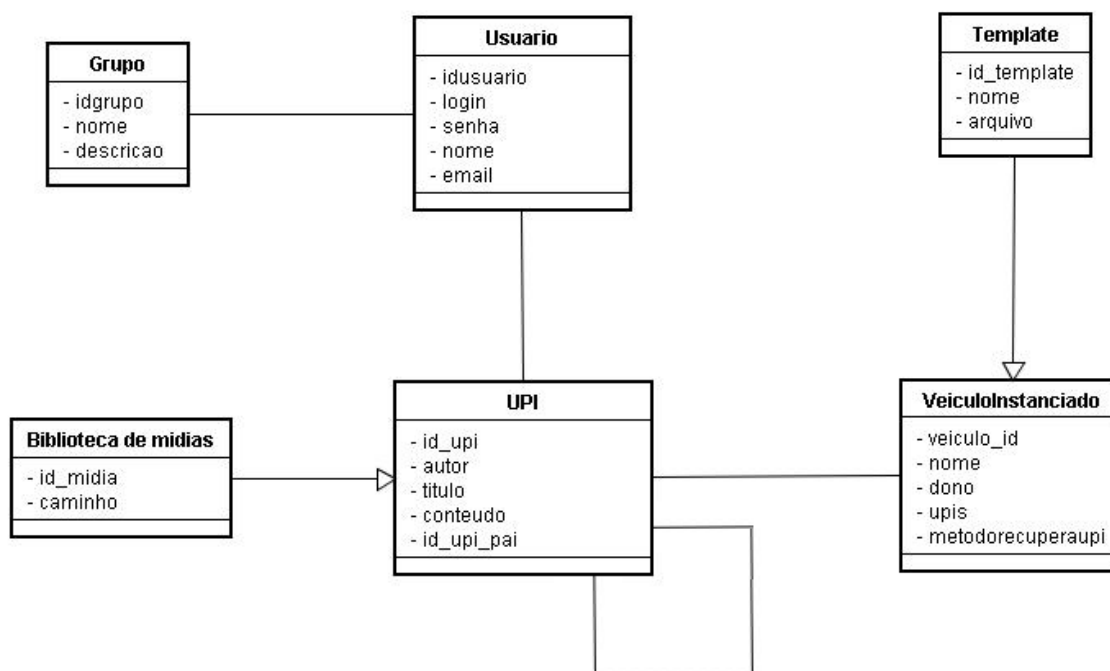 Grupo
- idgrupo
- nome
- descricao
Usuario
- idusuario
- login
- senha
- nome
- email
Template
- id_template
- nome
- arquivo
Biblioteca de midias
- id_midia
- caminho
UPI
- id_upi
- autor
- titulo
- conteudo
- id_upi_pai
VeiculoInstanciado
- veiculo_id
- nome
- dono
- upis
- metodorecuperaupi